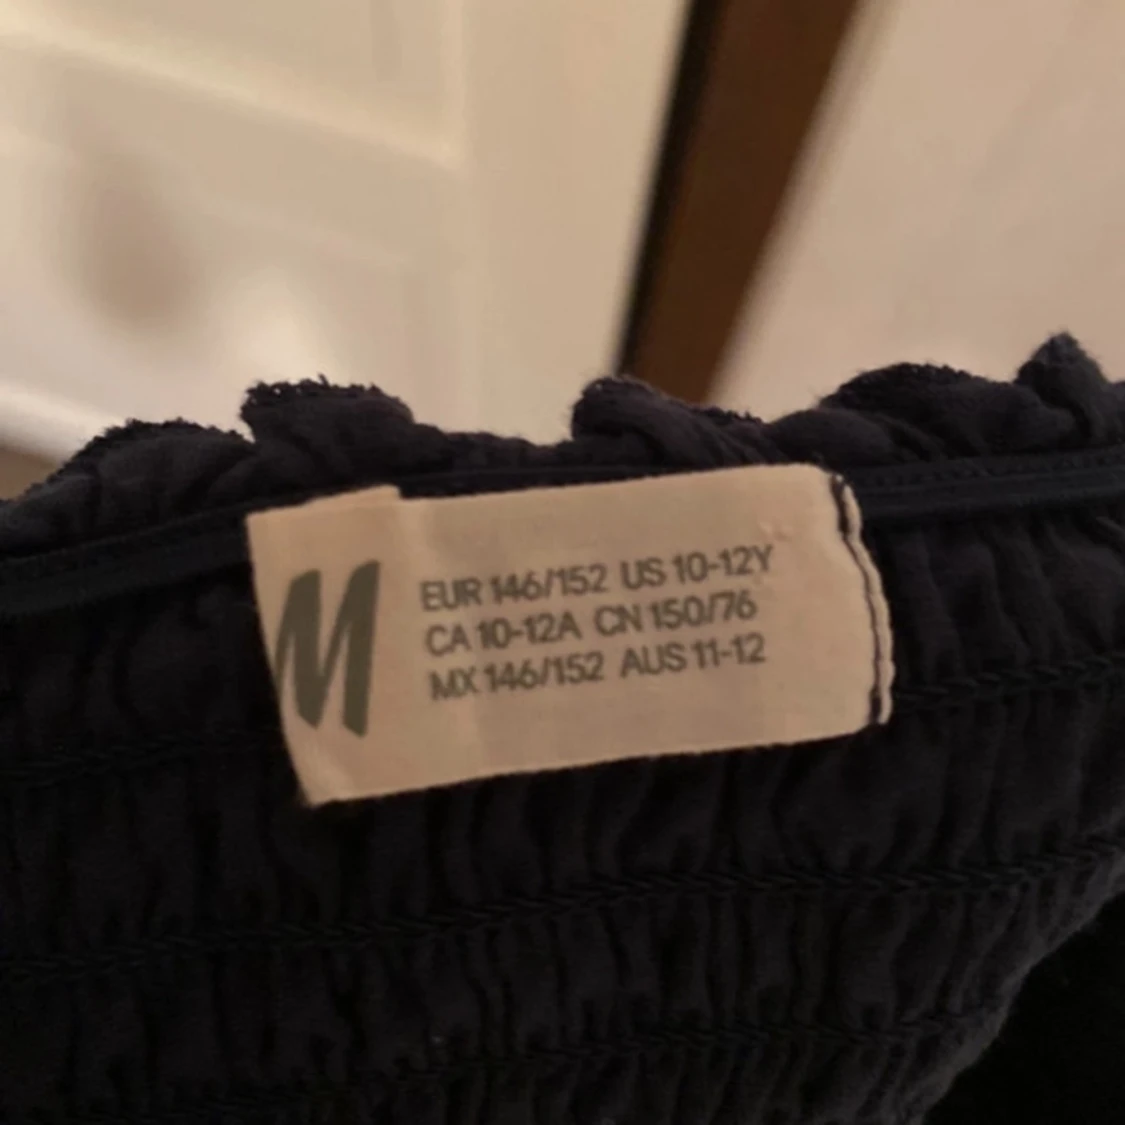 M
EUR 146/152 US 10-12Y
CA 10-12A CN 150/76
MX 146/152 AUS 11-12